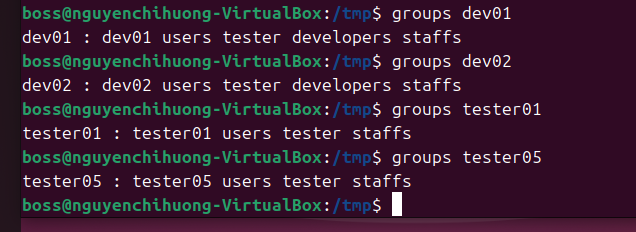 boss@nguyenchihuong-VirtualBox:/tmp$ groups dev01
dev01 : dev01 users tester developers staffs
boss@nguyenchihuong-VirtualBox:/tmp$ groups dev02
dev02 : dev02 users tester developers staffs
boss@nguyenchihuong-VirtualBox:/tmp$ groups tester01
tester01 : tester01 users tester staffs
boss@nguyenchihuong-VirtualBox:/tmp$ groups tester05
tester05 : tester05 users tester staffs
boss@nguyenchihuong-VirtualBox:/tmp$